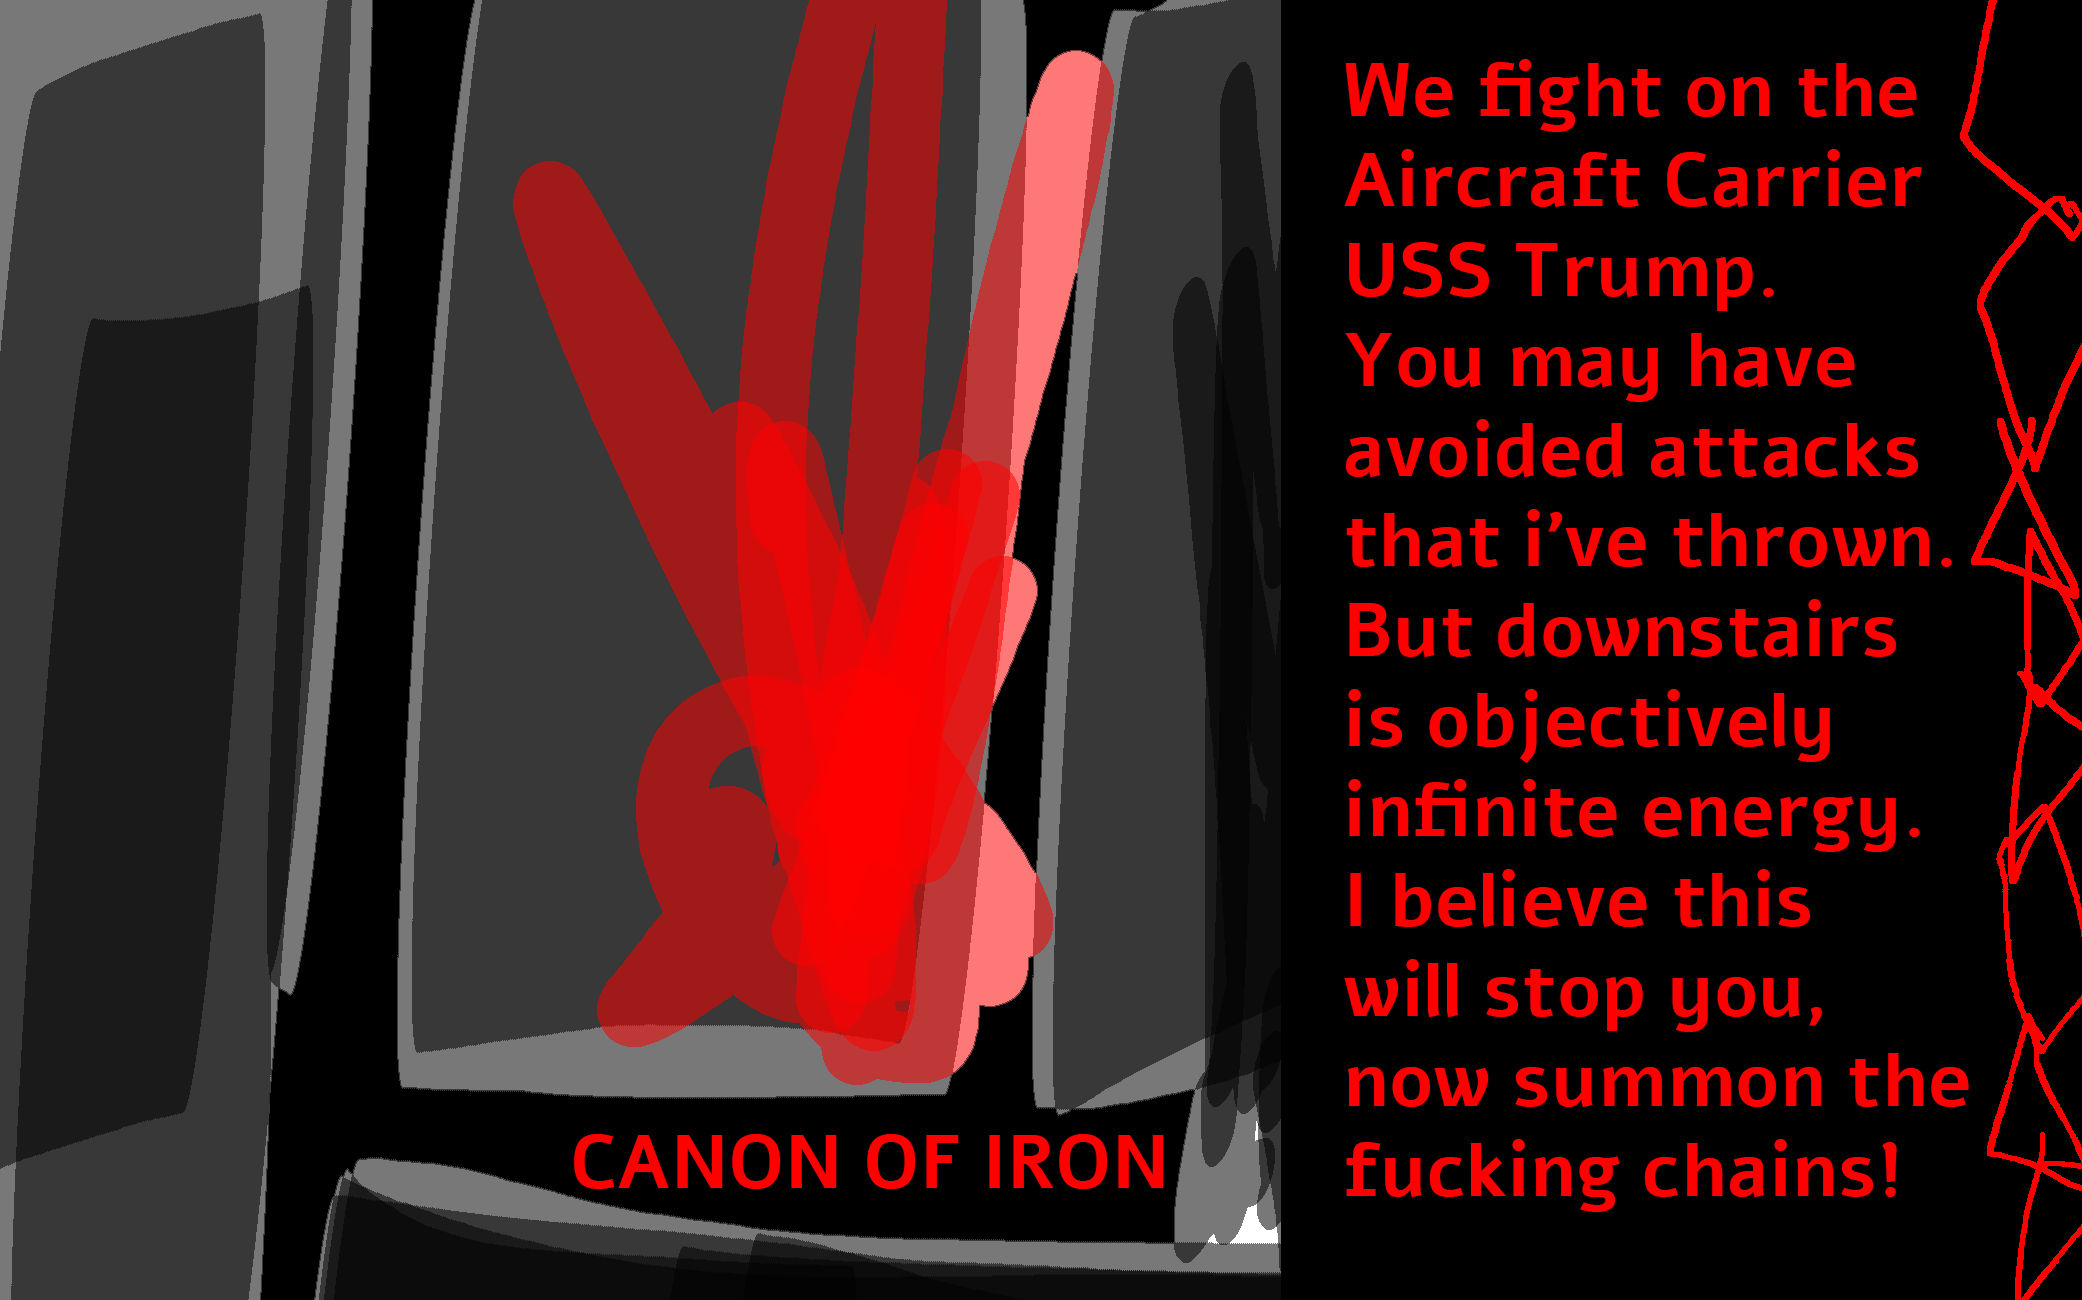 We fight on the
Aircraft Carrier
USS Trump.
You may have
avoided attacks
that i've thrown.
But downstairs
is objectively
infinite energy.
I believe this
will stop you,
now summon the
fucking chains!
CANON OF IRON